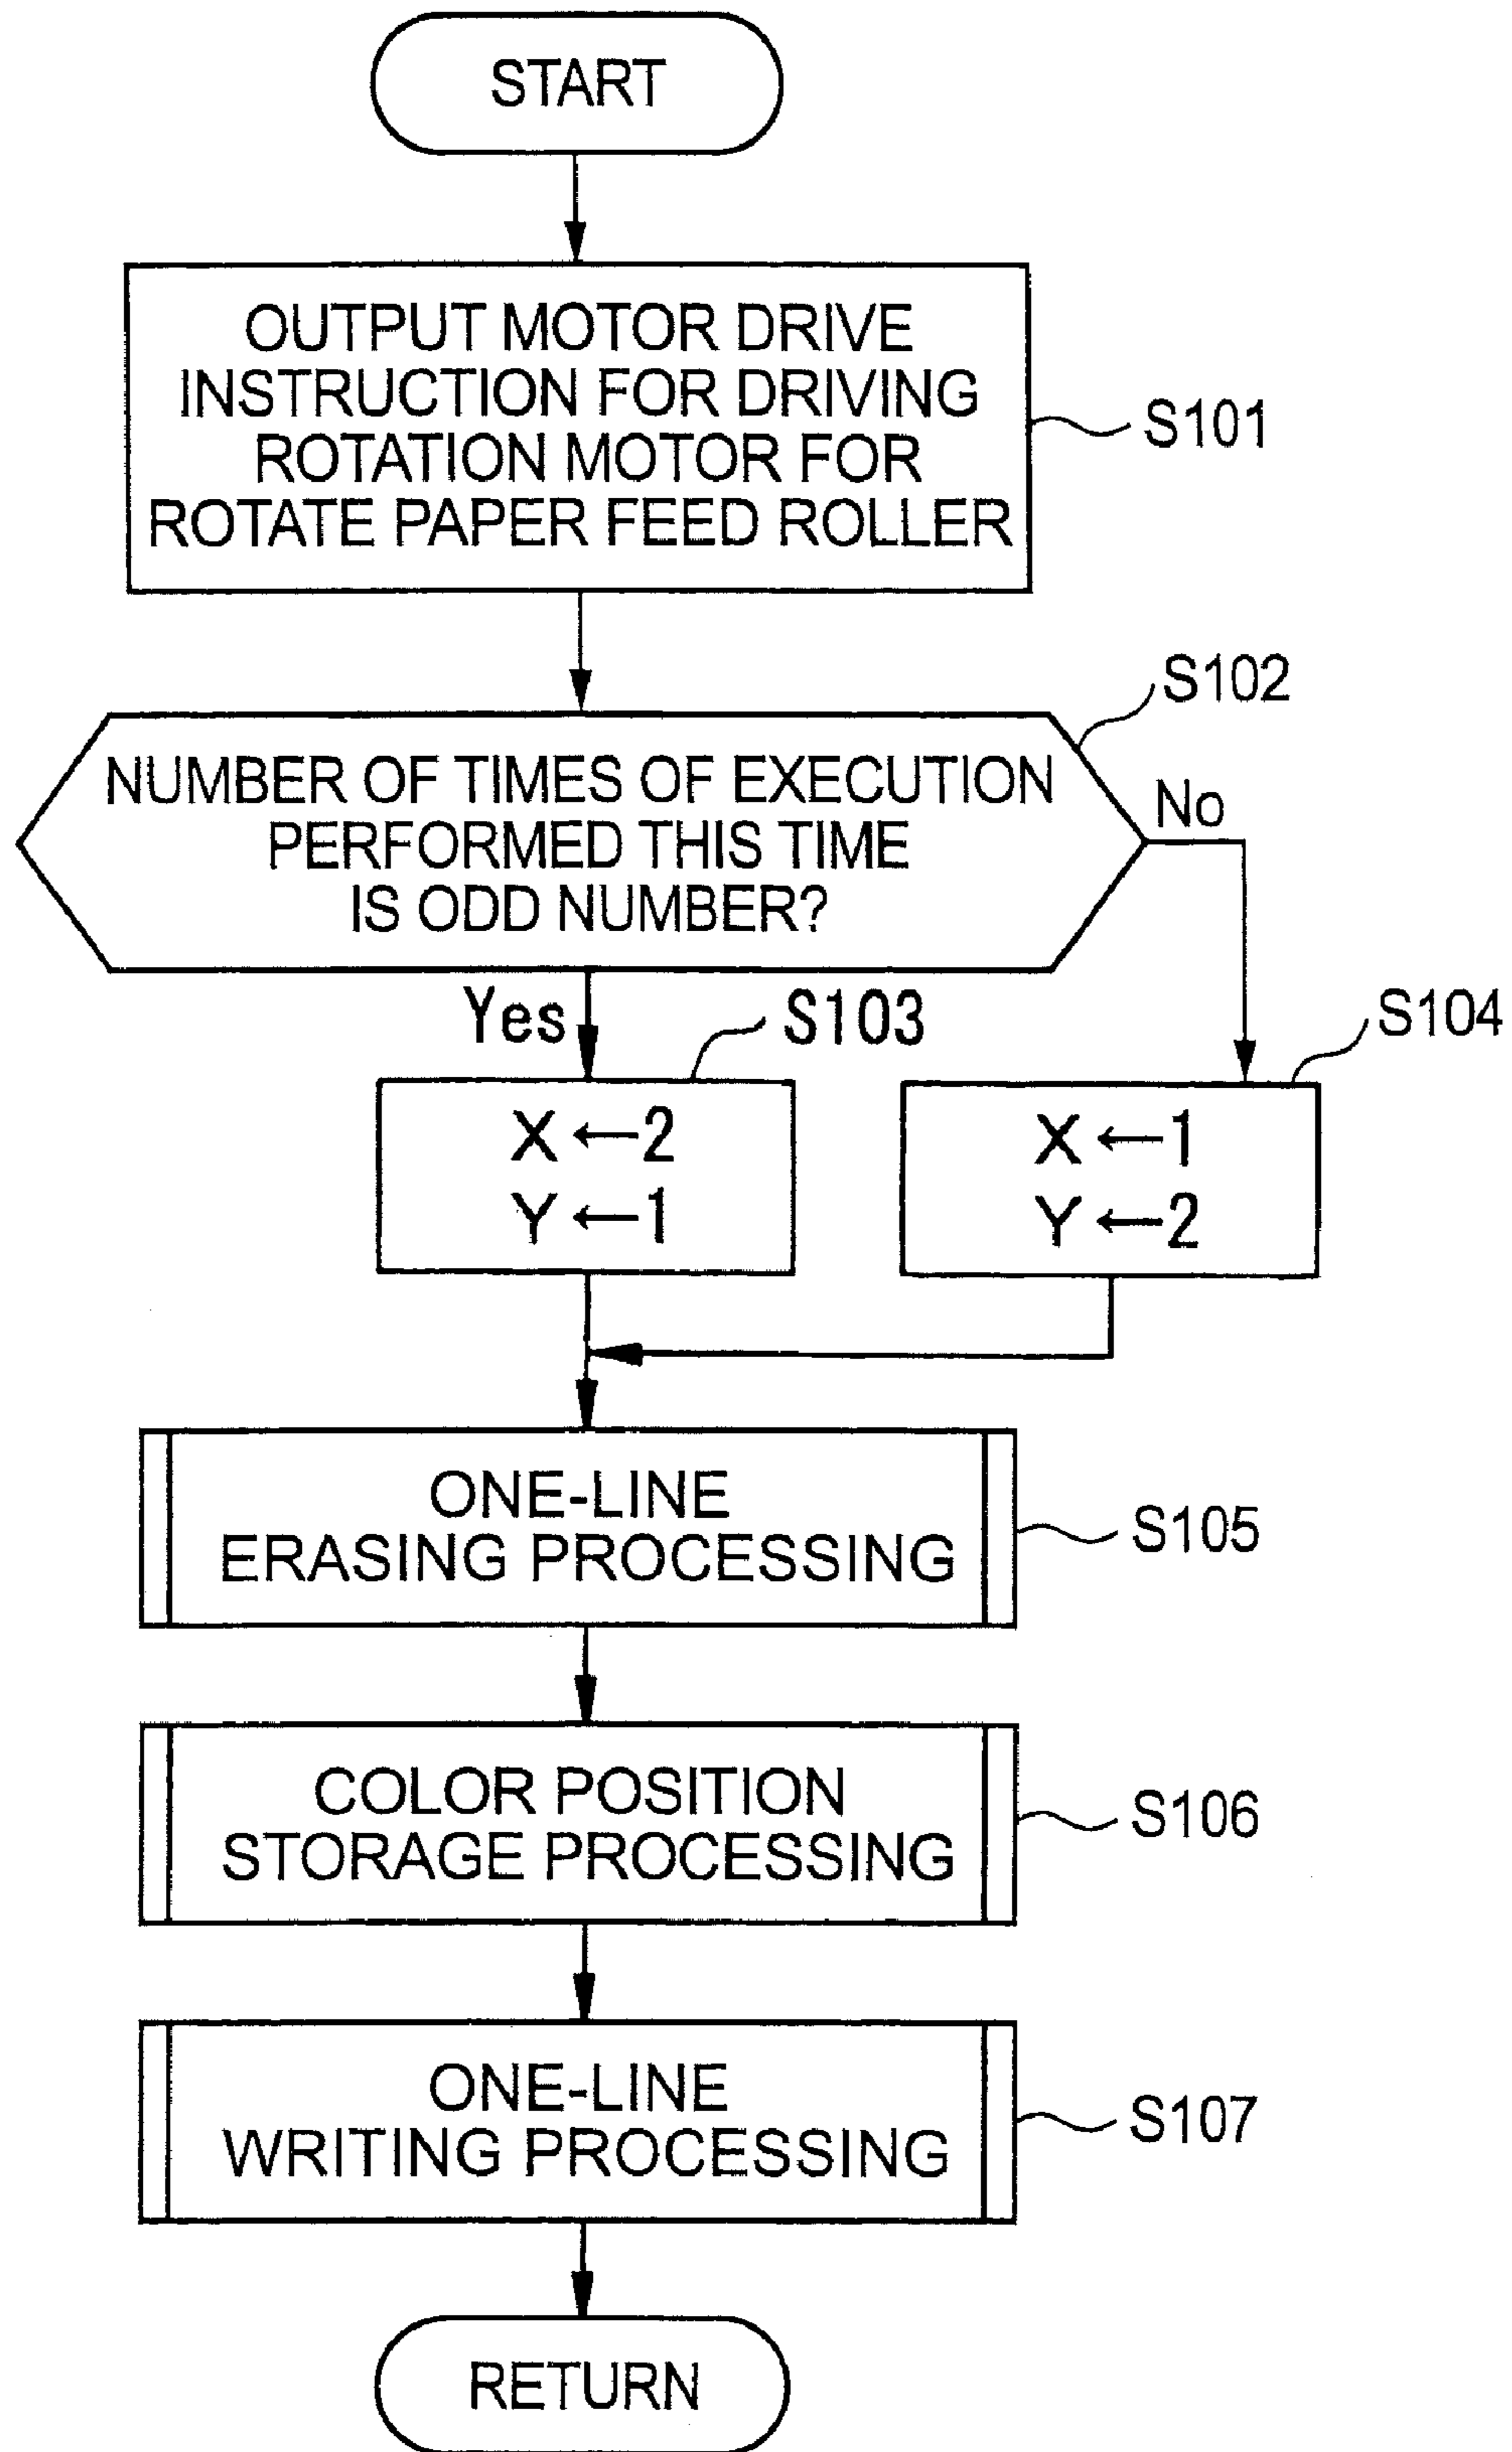 START
OUTPUT MOTOR DRIVE
INSTRUCTION FOR DRIVING
ROTATION MOTOR FOR
ROTATE PAPER FEED ROLLER
S101
S102
NUMBER OF TIMES OF EXECUTION
PERFORMED THIS TIME
IS ODD NUMBER?
No
Yes
S103
X ← 2
Y ← 1
S104
X ← 1
Y ← 2
ONE-LINE
ERASING PROCESSING
S105
COLOR POSITION
STORAGE PROCESSING
S106
ONE-LINE
WRITING PROCESSING
S107
RETURN